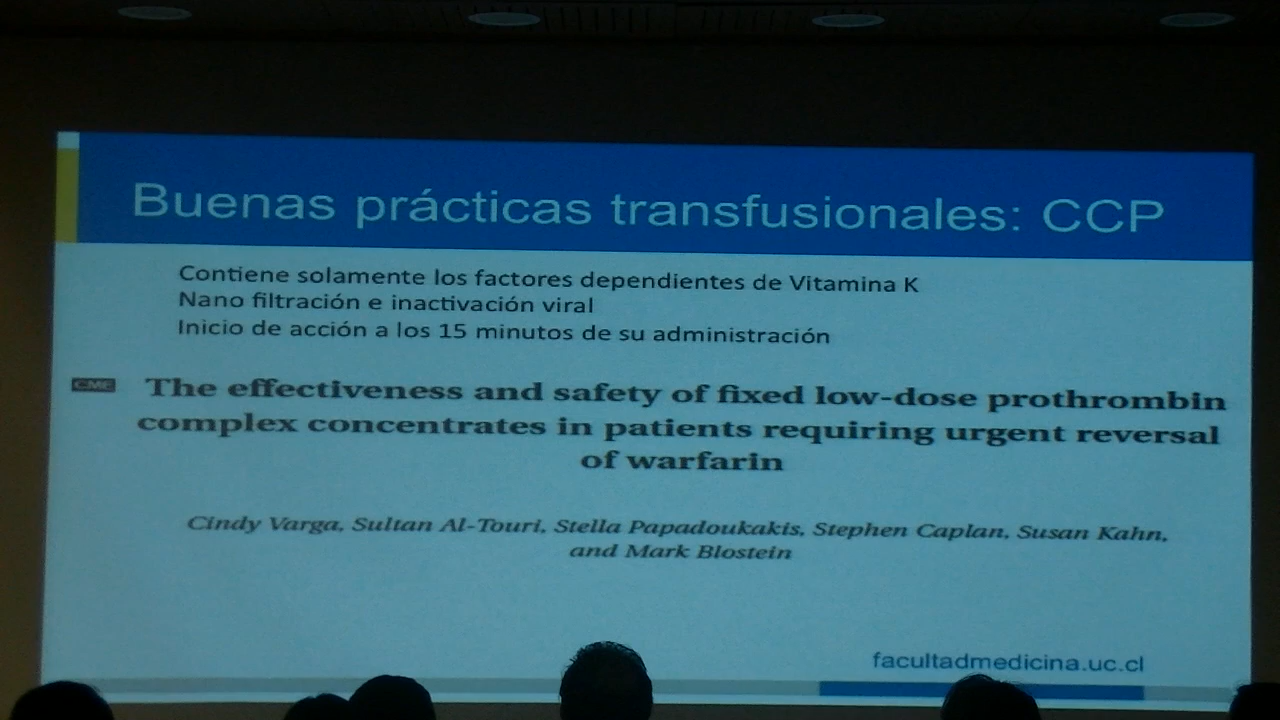 Buenas prácticas transfusionales: CCP
Contiene solamente los factores dependientes de Vitamina K
Nano filtración e inactivación viral
Inicio de acción a los 15 minutos de su administración
CME
The effectiveness and safety of fixed low-dose prothrombin
complex concentrates in patients requiring urgent reversal
of warfarin
Cindy Varga, Sultan Al-Touri, Stella Papadoukakis, Stephen Caplan, Susan Kahn,
and Mark Blostein
facultadmedicina.uc.cl